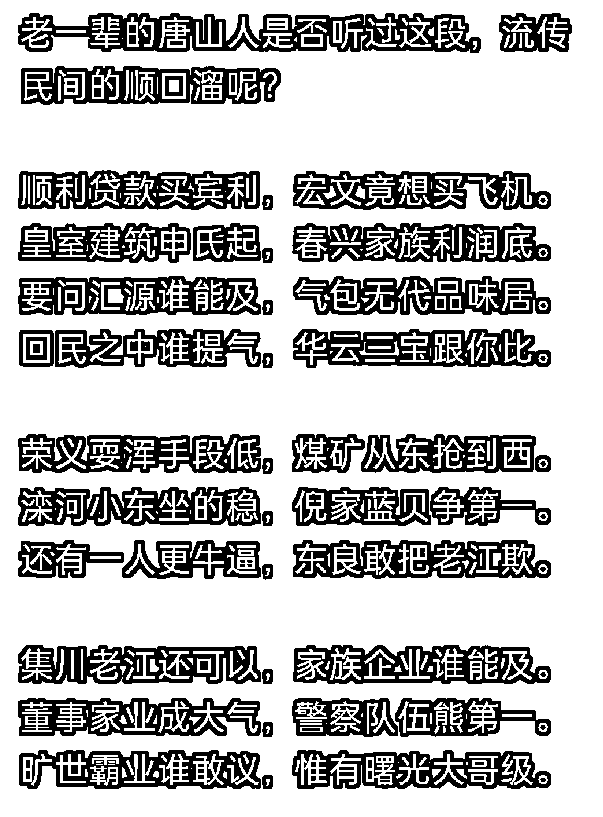 老一辈的唐山人是否听过这段，流传
民间的顺口溜呢？
顺利贷款买宾利，宏文竟想买飞机。
皇室建筑申氏起，春兴家族利润底。
要问汇源谁能及，气包无代品味居。
回民之中谁提气，华云三宝跟你比。
荣义耍浑手段低，煤矿从东抢到西。
滦河小东坐的稳，倪家蓝贝争第一。
还有一人更牛逼，东良敢把老江欺。
集川老江还可以，家族企业谁能及。
董事家业成大气，警察队伍熊第一。
旷世霸业谁敢议，惟有曙光大哥级。